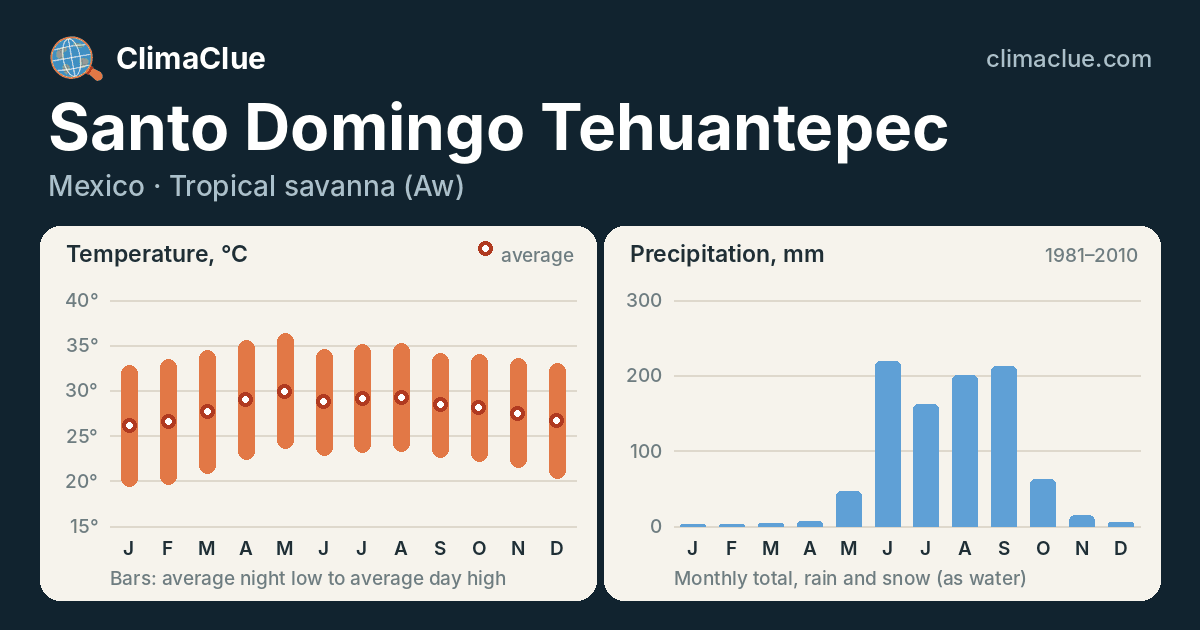 ClimaClue
climaclue.com
Santo Domingo Tehuantepec
Mexico · Tropical savanna (Aw)
Temperature, °C
average
40°
35°
30°
25°
20°
15°
J F M A M J J A S O N D
Bars: average night low to average day high
Precipitation, mm
1981–2010
300
200
100
0
J F M A M J J A S O N D
Monthly total, rain and snow (as water)